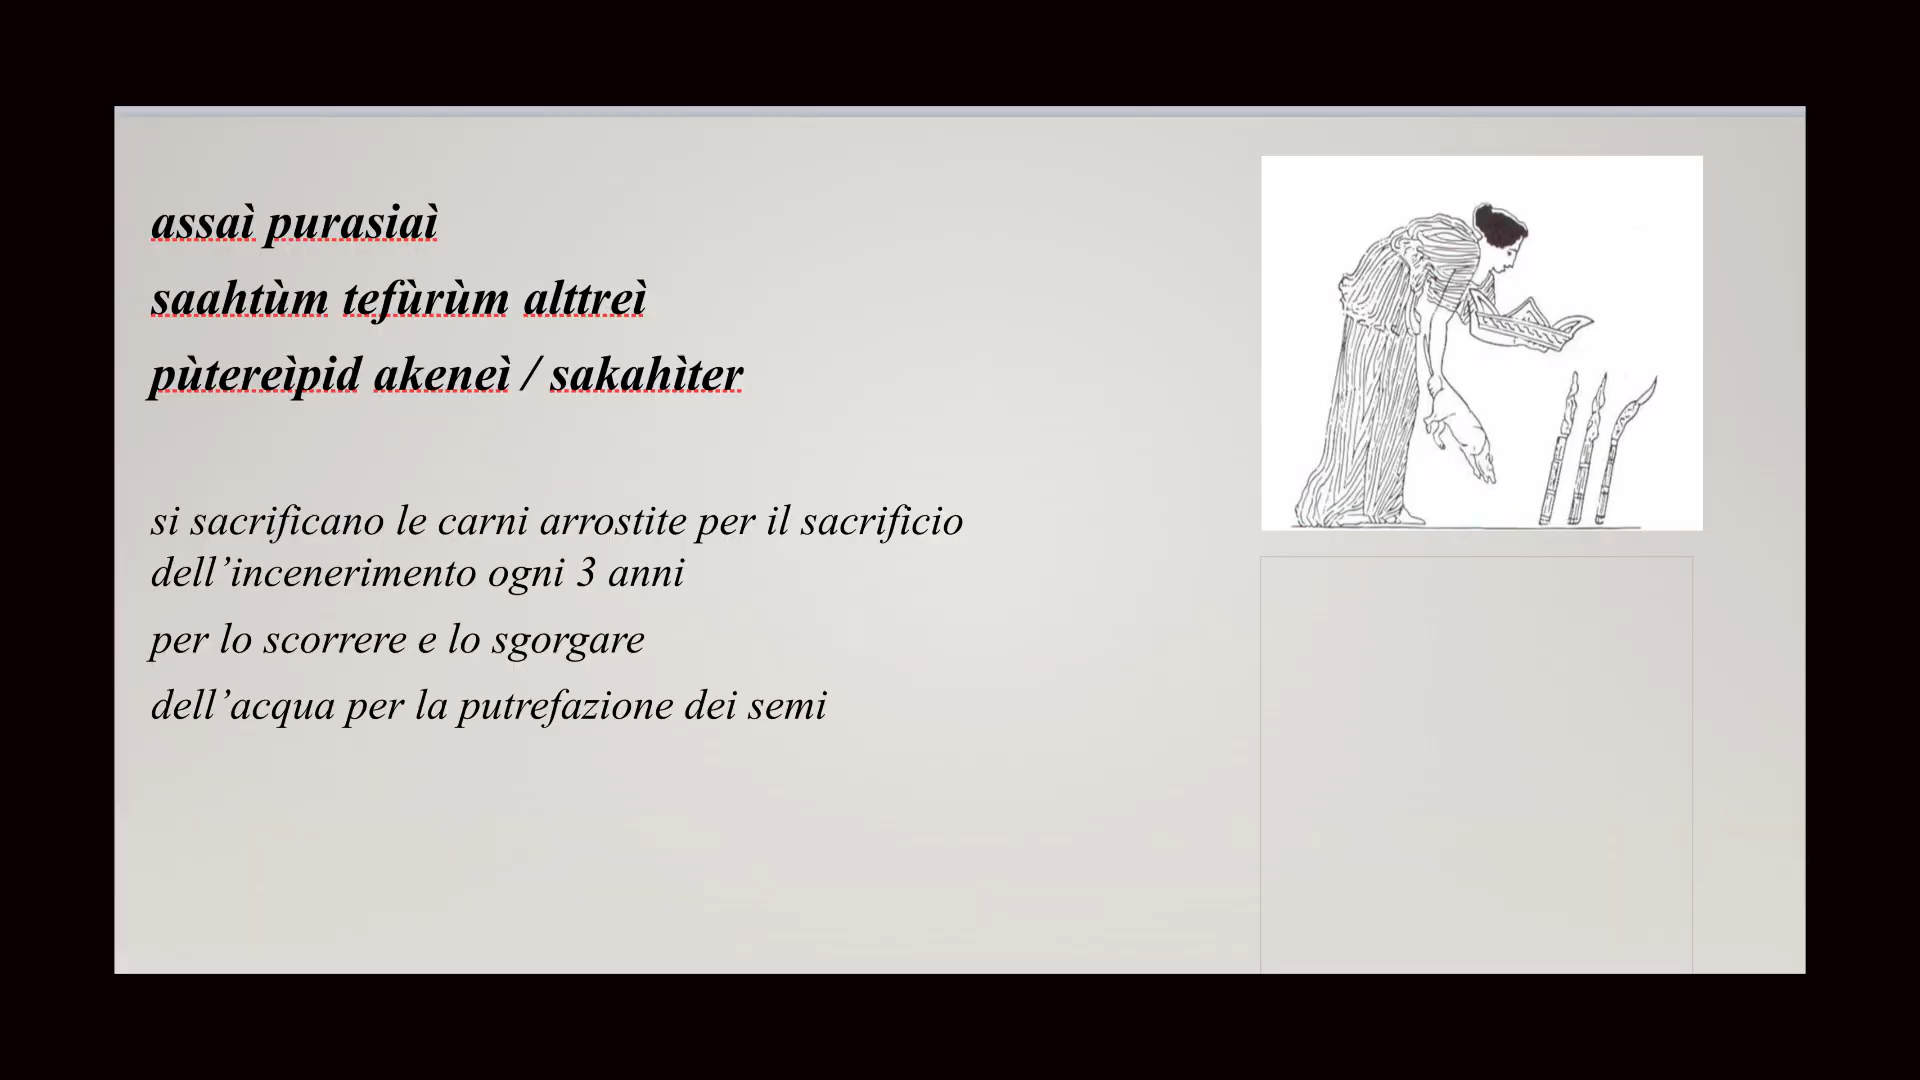 assaì purasiaì
saahtùm tefùrùm alttreì
pùtereìpid akeneì / sakahìter
si sacrificano le carni arrostite per il sacrificio
dell’incenerimento ogni 3 anni
per lo scorrere e lo sgorgare
dell’acqua per la putrefazione dei semi